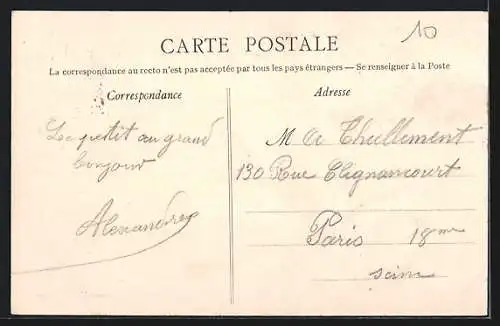 10
CARTE POSTALE
La correspondance au recto n'est pas acceptée par tous les pays étrangers — Se renseigner à la Poste
Correspondance
Adresse
Le petit au grand
bonjour
Alexandre
M Thullement
130 Rue Clignancourt
Paris 18me
seine